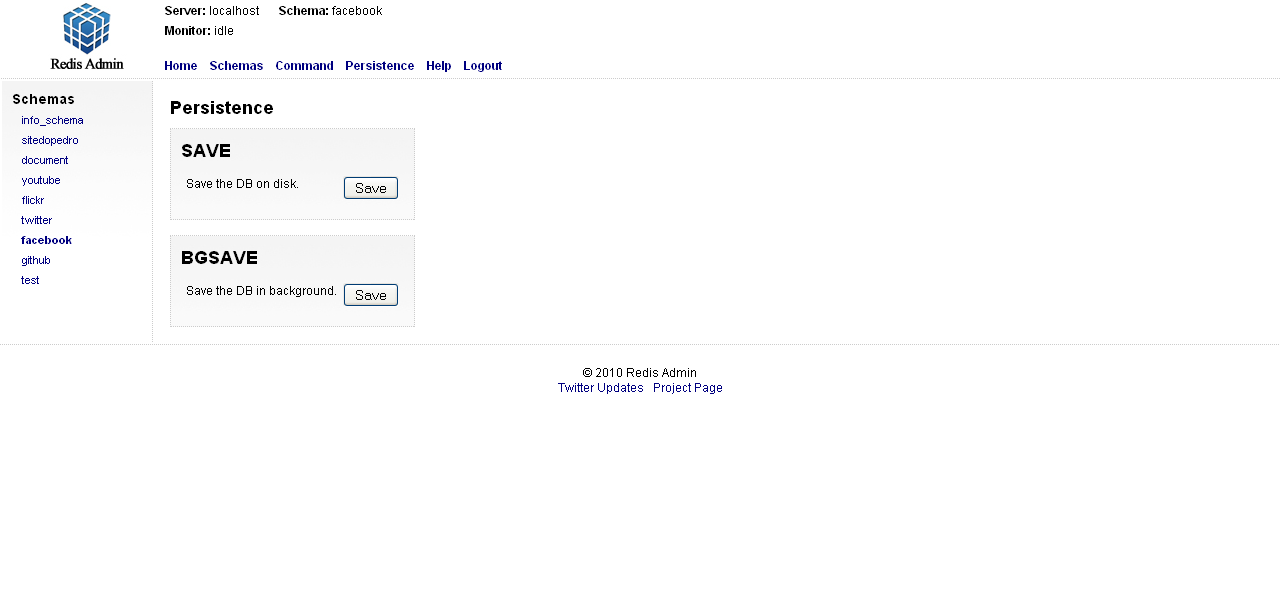 Redis Admin
Server: localhost Schema: facebook
Monitor: idle
Home Schemas Command Persistence Help Logout
Schemas
info_schema
sitedopedro
document
youtube
flickr
twitter
facebook
github
test
Persistence
SAVE
Save the DB on disk. Save
BGSAVE
Save the DB in background. Save
© 2010 Redis Admin
Twitter Updates Project Page